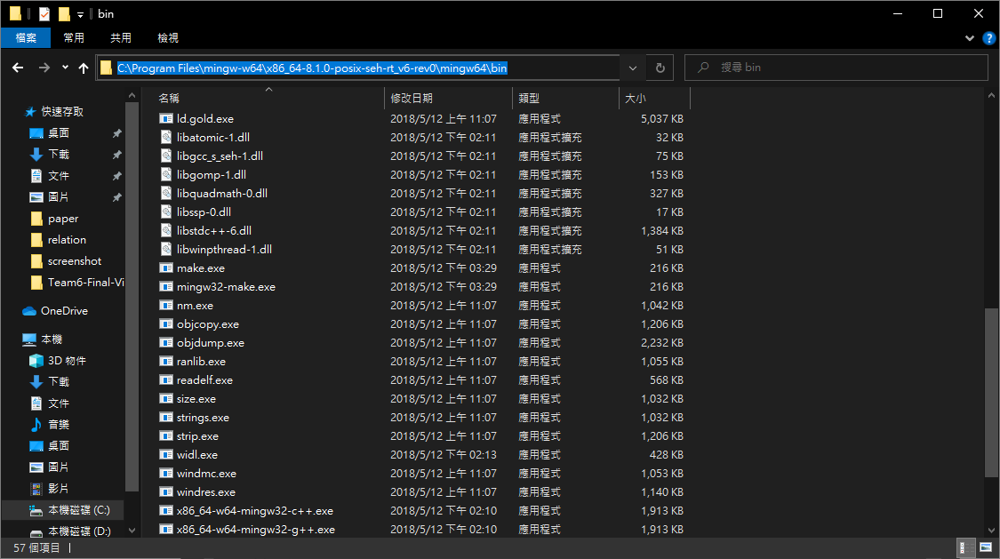 bin
檔案 常用 共用 檢視
C:\Program Files\mingw-w64\x86_64-8.1.0-posix-seh-rt_v6-rev0\mingw64\bin 搜尋 bin
快速存取
桌面
下載
文件
圖片
paper
relation
screenshot
Team6-Final-Vi
OneDrive
本機
3D 物件
下載
文件
音樂
桌面
圖片
影片
本機磁碟 (C:)
本機磁碟 (D:)
名稱 修改日期 類型 大小
ld.gold.exe 2018/5/12 上午 11:07 應用程式 5,037 KB
libatomic-1.dll 2018/5/12 下午 02:11 應用程式擴充 32 KB
libgcc_s_seh-1.dll 2018/5/12 下午 02:11 應用程式擴充 75 KB
libgomp-1.dll 2018/5/12 下午 02:11 應用程式擴充 153 KB
libquadmath-0.dll 2018/5/12 下午 02:11 應用程式擴充 327 KB
libssp-0.dll 2018/5/12 下午 02:11 應用程式擴充 17 KB
libstdc++-6.dll 2018/5/12 下午 02:11 應用程式擴充 1,384 KB
libwinpthread-1.dll 2018/5/12 下午 02:11 應用程式擴充 51 KB
make.exe 2018/5/12 下午 03:29 應用程式 216 KB
mingw32-make.exe 2018/5/12 下午 03:29 應用程式 216 KB
nm.exe 2018/5/12 上午 11:07 應用程式 1,042 KB
objcopy.exe 2018/5/12 上午 11:07 應用程式 1,206 KB
objdump.exe 2018/5/12 上午 11:07 應用程式 2,232 KB
ranlib.exe 2018/5/12 上午 11:07 應用程式 1,055 KB
readelf.exe 2018/5/12 上午 11:07 應用程式 568 KB
size.exe 2018/5/12 上午 11:07 應用程式 1,032 KB
strings.exe 2018/5/12 上午 11:07 應用程式 1,032 KB
strip.exe 2018/5/12 上午 11:07 應用程式 1,206 KB
widl.exe 2018/5/12 下午 02:13 應用程式 428 KB
windmc.exe 2018/5/12 上午 11:07 應用程式 1,053 KB
windres.exe 2018/5/12 上午 11:07 應用程式 1,140 KB
x86_64-w64-mingw32-c++.exe 2018/5/12 下午 02:10 應用程式 1,913 KB
x86_64-w64-mingw32-g++.exe 2018/5/12 下午 02:10 應用程式 1,913 KB
57 個項目